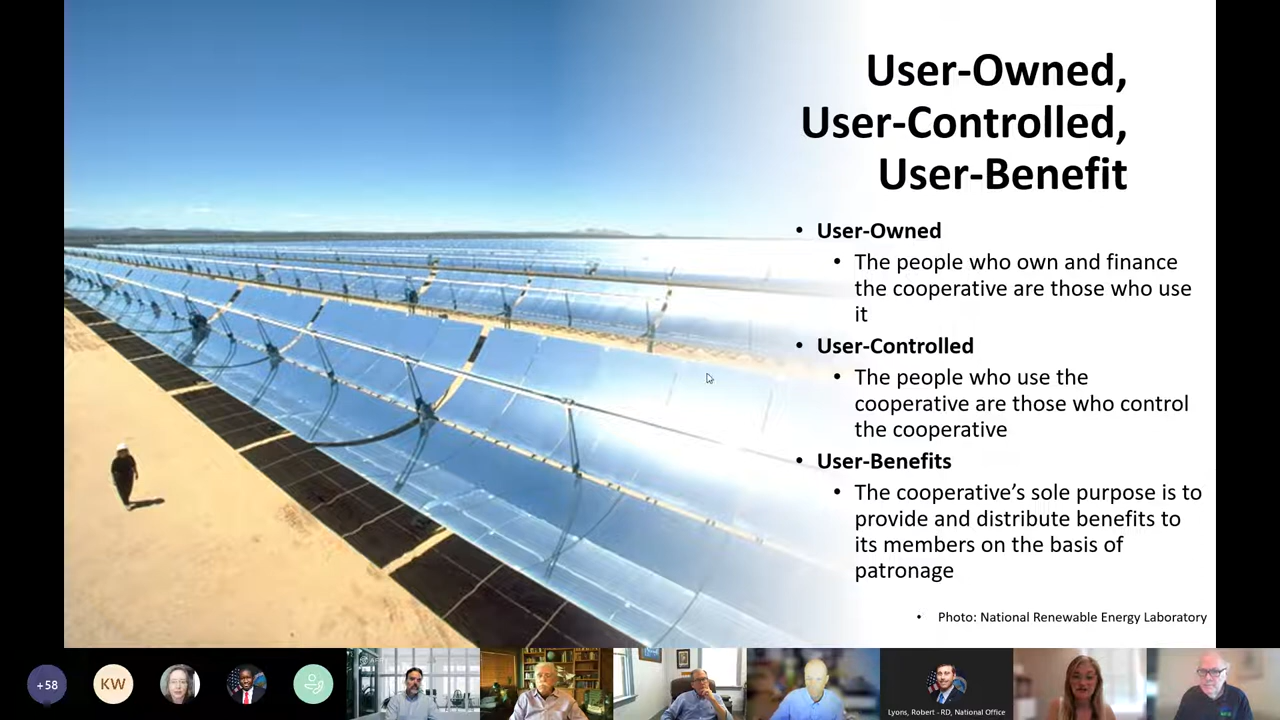 User-Owned,
User-Controlled,
User-Benefit
• User-Owned
• The people who own and finance
the cooperative are those who use
it
• User-Controlled
• The people who use the
cooperative are those who control
the cooperative
• User-Benefits
• The cooperative’s sole purpose is to
provide and distribute benefits to
its members on the basis of
patronage
• Photo: National Renewable Energy Laboratory
+58
KW
Lyons, Robert - RD, National Office